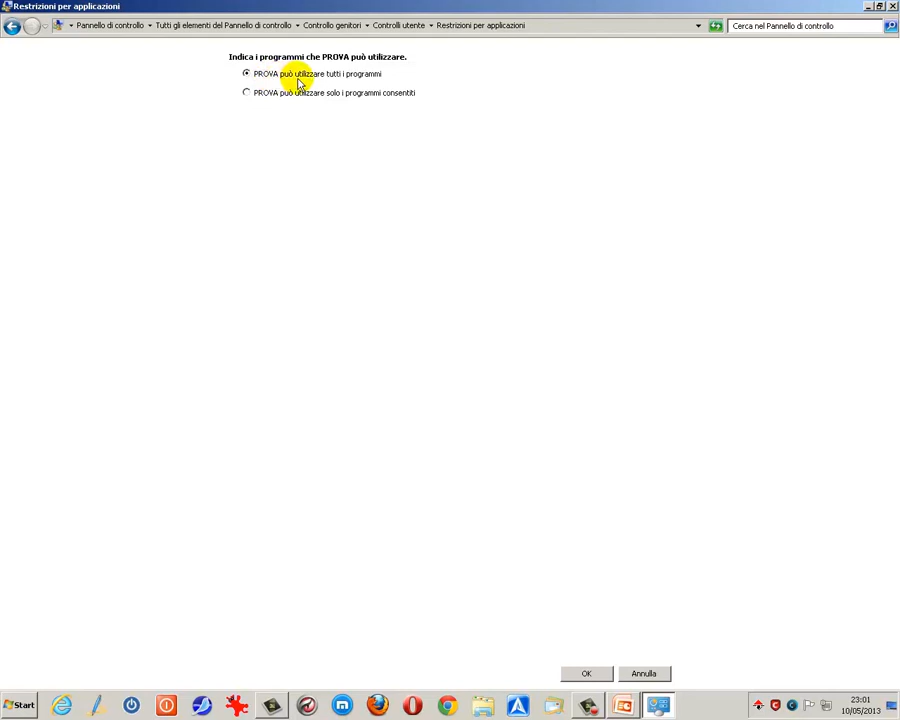 Restrizioni per applicazioni
Pannello di controllo Tutti gli elementi del Pannello di controllo Controllo genitori Controlli utente Restrizioni per applicazioni
Cerca nel Pannello di controllo
Indica i programmi che PROVA può utilizzare.
PROVA può utilizzare tutti i programmi
PROVA può utilizzare solo i programmi consentiti
OK
Annulla
Start
23:01
10/05/2013